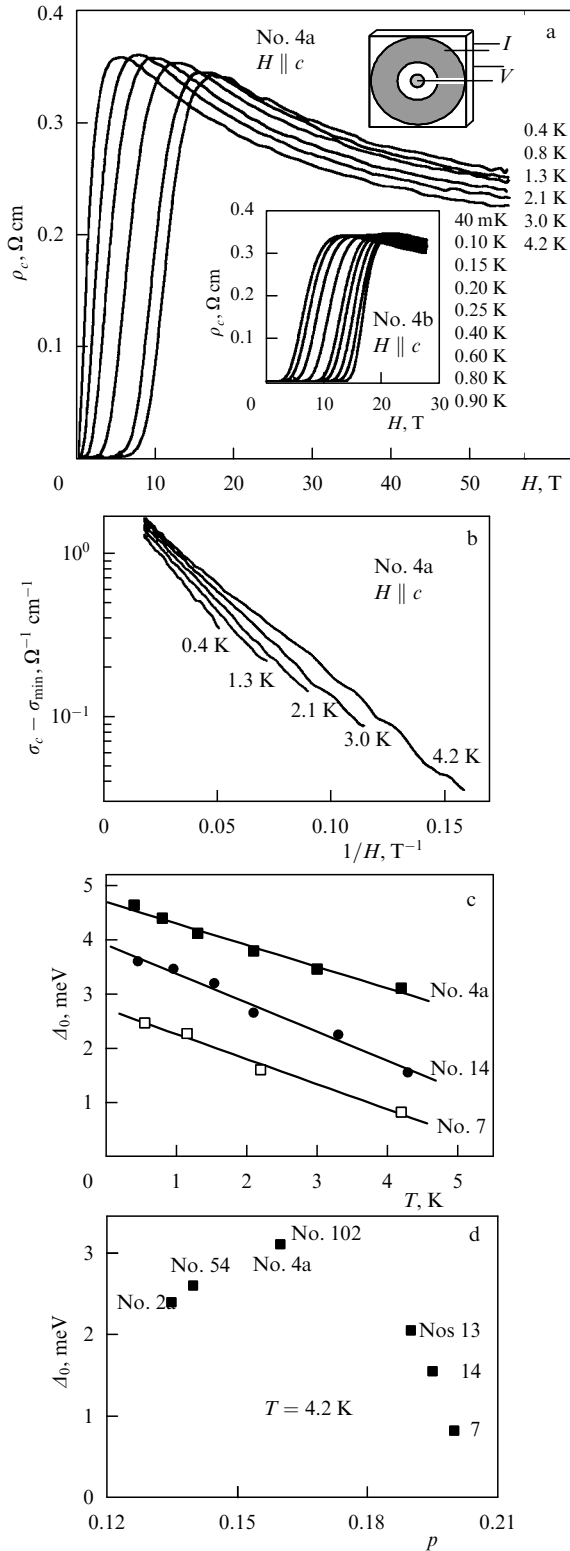 0.4
0.3
0.2
0.1
0
ρc, Ω cm
No. 4a
H ∥ c
a
I
V
0.4 K
0.8 K
1.3 K
2.1 K
3.0 K
4.2 K
0.4
0.3
0.2
0.1
0
ρc, Ω cm
No. 4b
H ∥ c
10
20
30
H, T
40 mK
0.10 K
0.15 K
0.20 K
0.25 K
0.40 K
0.60 K
0.80 K
0.90 K
10
20
30
40
50
H, T
b
No. 4a
H ∥ c
10⁰
10⁻¹
σc − σmin, Ω⁻¹ cm⁻¹
0.4 K
1.3 K
2.1 K
3.0 K
4.2 K
0
0.05
0.10
0.15
1/H, T⁻¹
c
5
4
3
2
1
0
Δ₀, meV
No. 4a
No. 14
No. 7
1
2
3
4
5
T, K
d
3
2
1
0
Δ₀, meV
No. 102
No. 54
No. 4a
No. 2a
Nos 13
14
7
T = 4.2 K
0.12
0.15
0.18
0.21
p